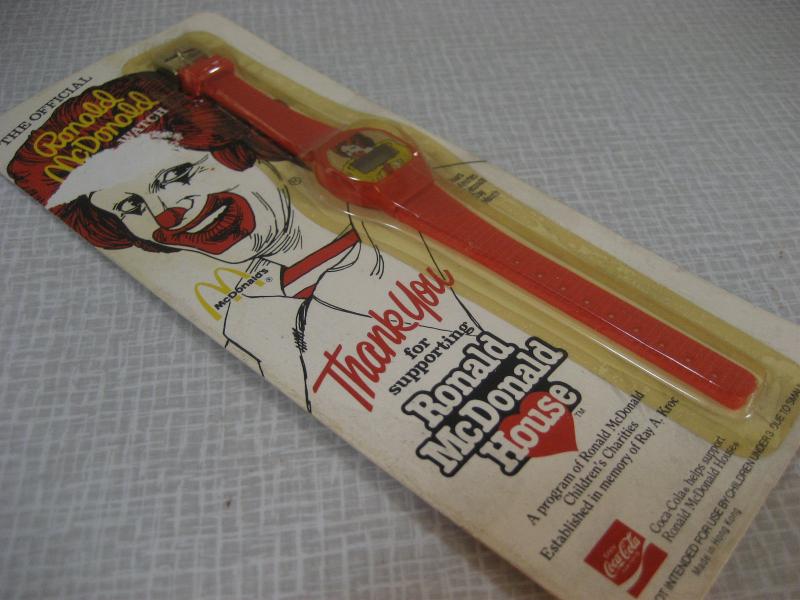 THE OFFICIAL
Ronald
McDonald
WATCH
®
McDonald's®
Thank You
for
supporting
Ronald
McDonald
House™
A program of Ronald McDonald
Children's Charities
Established in memory of Ray A. Kroc
Enjoy
Coca-Cola
Coca-Cola® helps support
Ronald McDonald House®
NOT INTENDED FOR USE BY CHILDREN UNDER 3 DUE TO SMALL
Made in Hong Kong